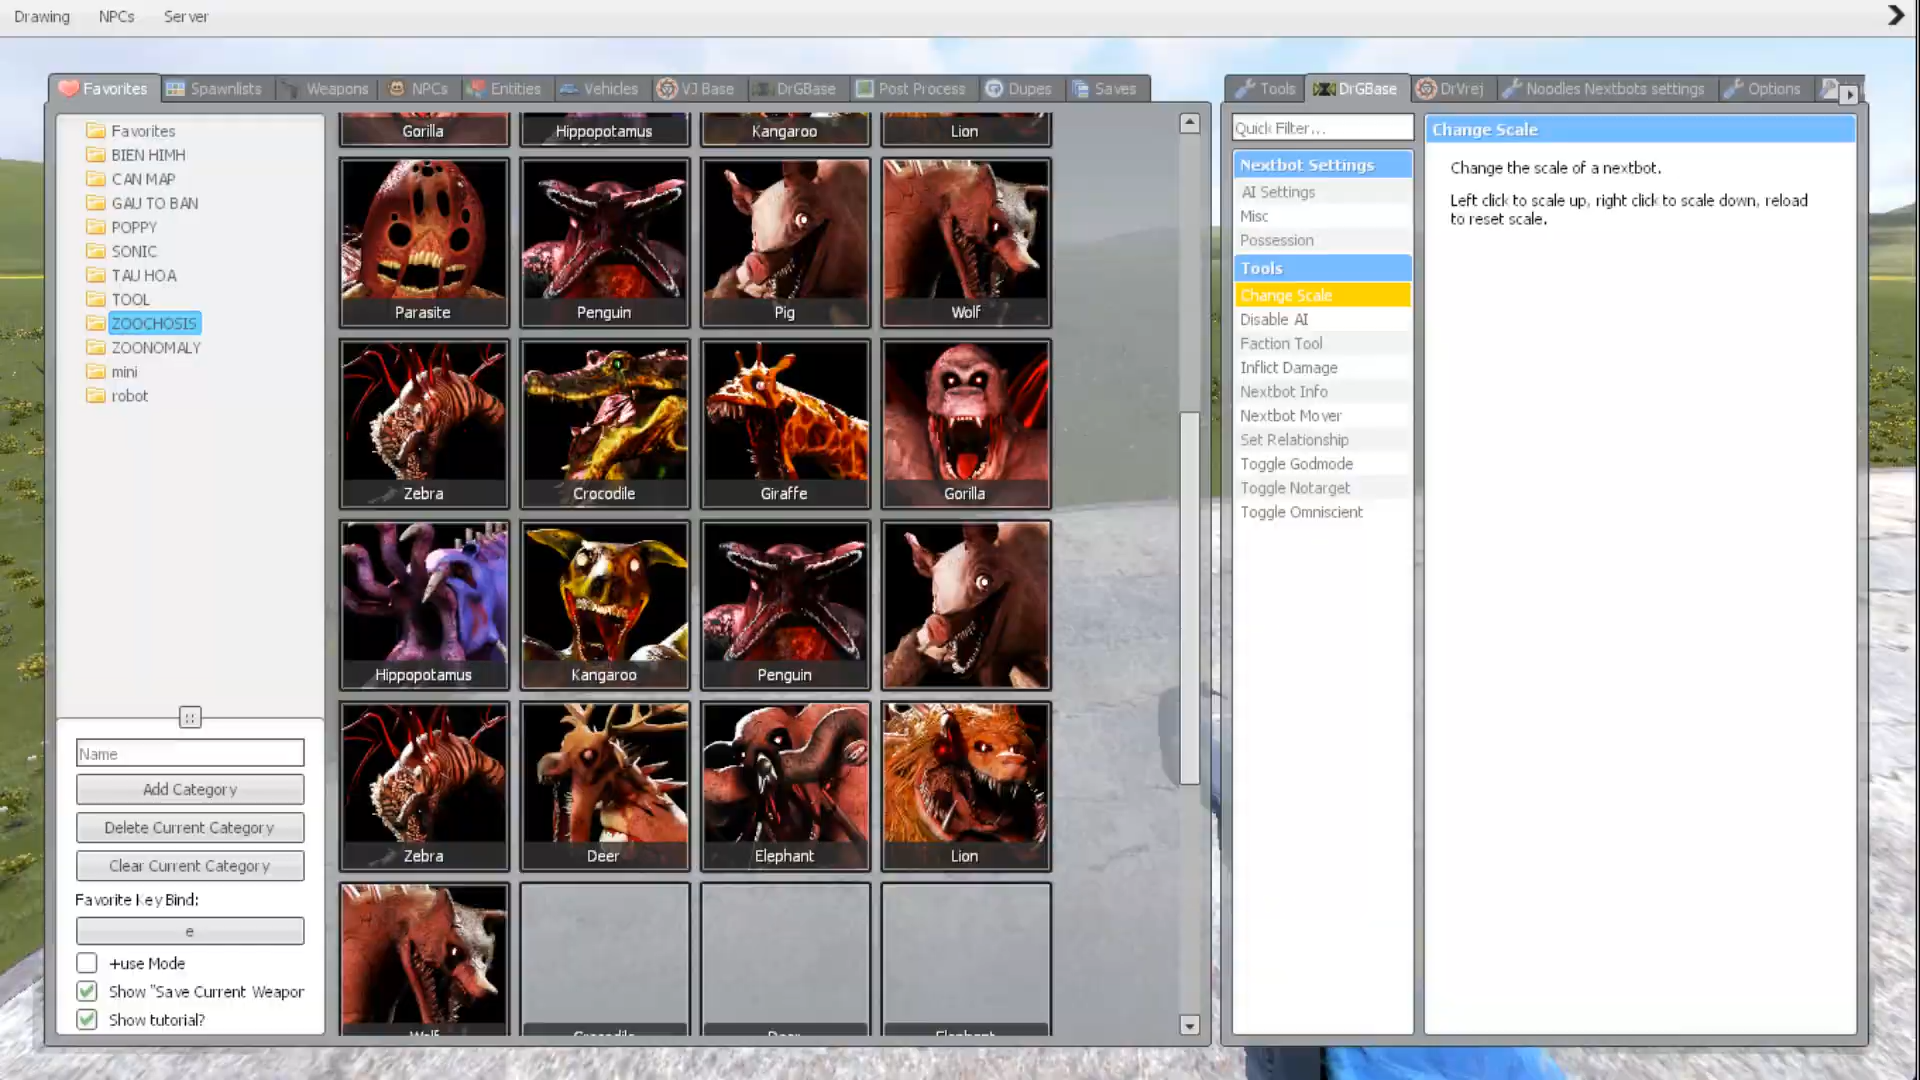 Drawing NPCs Server
Favorites Spawnlists Weapons NPCs Entities Vehicles VJ Base DrGBase Post Process Dupes Saves
Tools DrGBase DrVrej Noodles Nextbots settings Options
Favorites
BIEN HIMH
CAN MAP
GAU TO BAN
POPPY
SONIC
TAU HOA
TOOL
ZOOCHOSIS
ZOONOMALY
mini
robot
Name
Add Category
Delete Current Category
Clear Current Category
Favorite Key Bind:
e
+use Mode
Show "Save Current Weapor
Show tutorial?
Gorilla Hippopotamus Kangaroo Lion
Parasite Penguin Pig Wolf
Zebra Crocodile Giraffe Gorilla
Hippopotamus Kangaroo Penguin
Zebra Deer Elephant Lion
Wolf Crocodile Deer Elephant
Quick Filter...
Nextbot Settings
AI Settings
Misc
Possession
Tools
Change Scale
Disable AI
Faction Tool
Inflict Damage
Nextbot Info
Nextbot Mover
Set Relationship
Toggle Godmode
Toggle Notarget
Toggle Omniscient
Change Scale
Change the scale of a nextbot.
Left click to scale up, right click to scale down, reload
to reset scale.